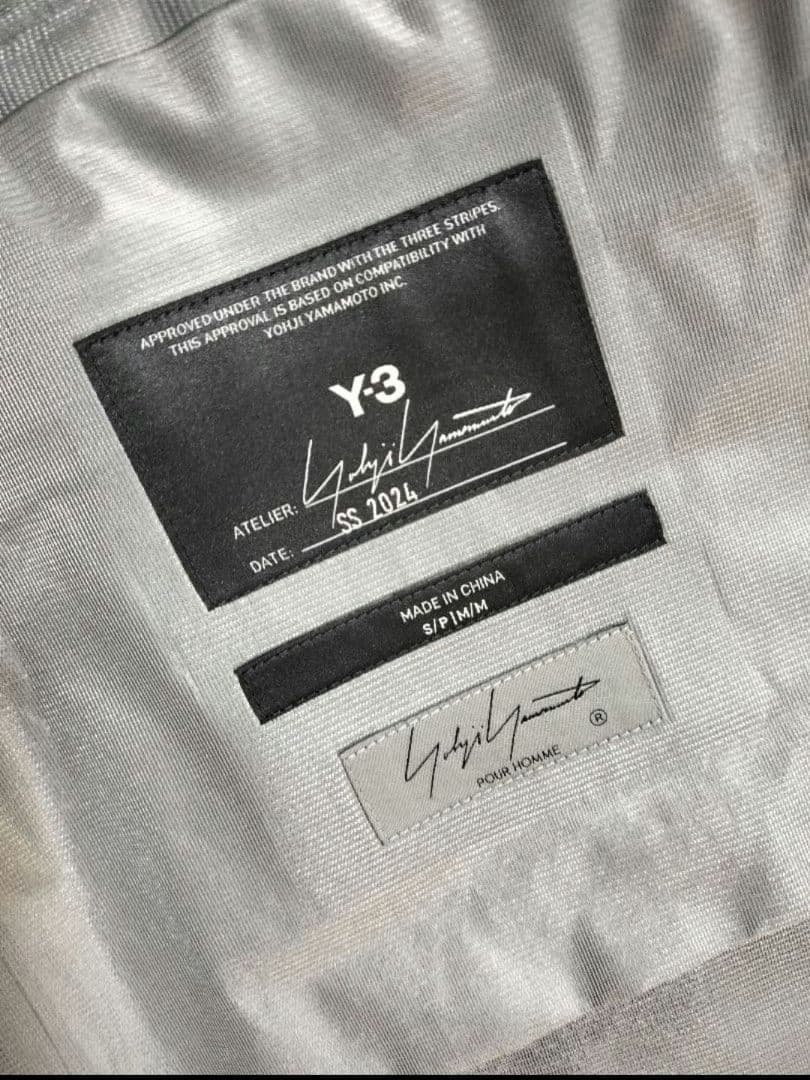 APPROVED UNDER THE BRAND WITH THE THREE STRIPES.
THIS APPROVAL IS BASED ON COMPATIBILITY WITH
YOHJI YAMAMOTO INC.
Y-3
ATELIER: Yohji Yamamoto
DATE: SS 2024
MADE IN CHINA
S/P|M/M
Yohji Yamamoto ®
POUR HOMME